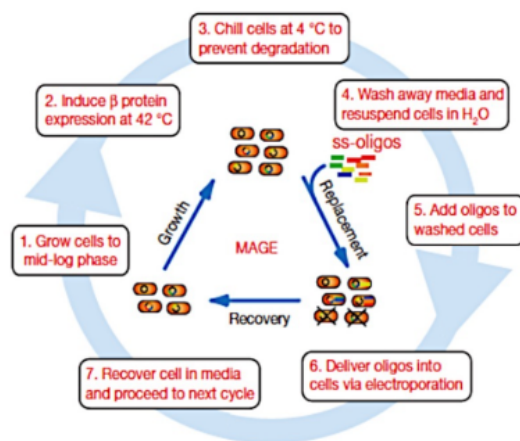 3. Chill cells at 4 °C to
prevent degradation
2. Induce β protein
expression at 42 °C
4. Wash away media and
resuspend cells in H₂O
ss-oligos
Growth
Replacement
5. Add oligos to
washed cells
1. Grow cells to
mid-log phase
MAGE
Recovery
7. Recover cell in media
and proceed to next cycle
6. Deliver oligos into
cells via electroporation